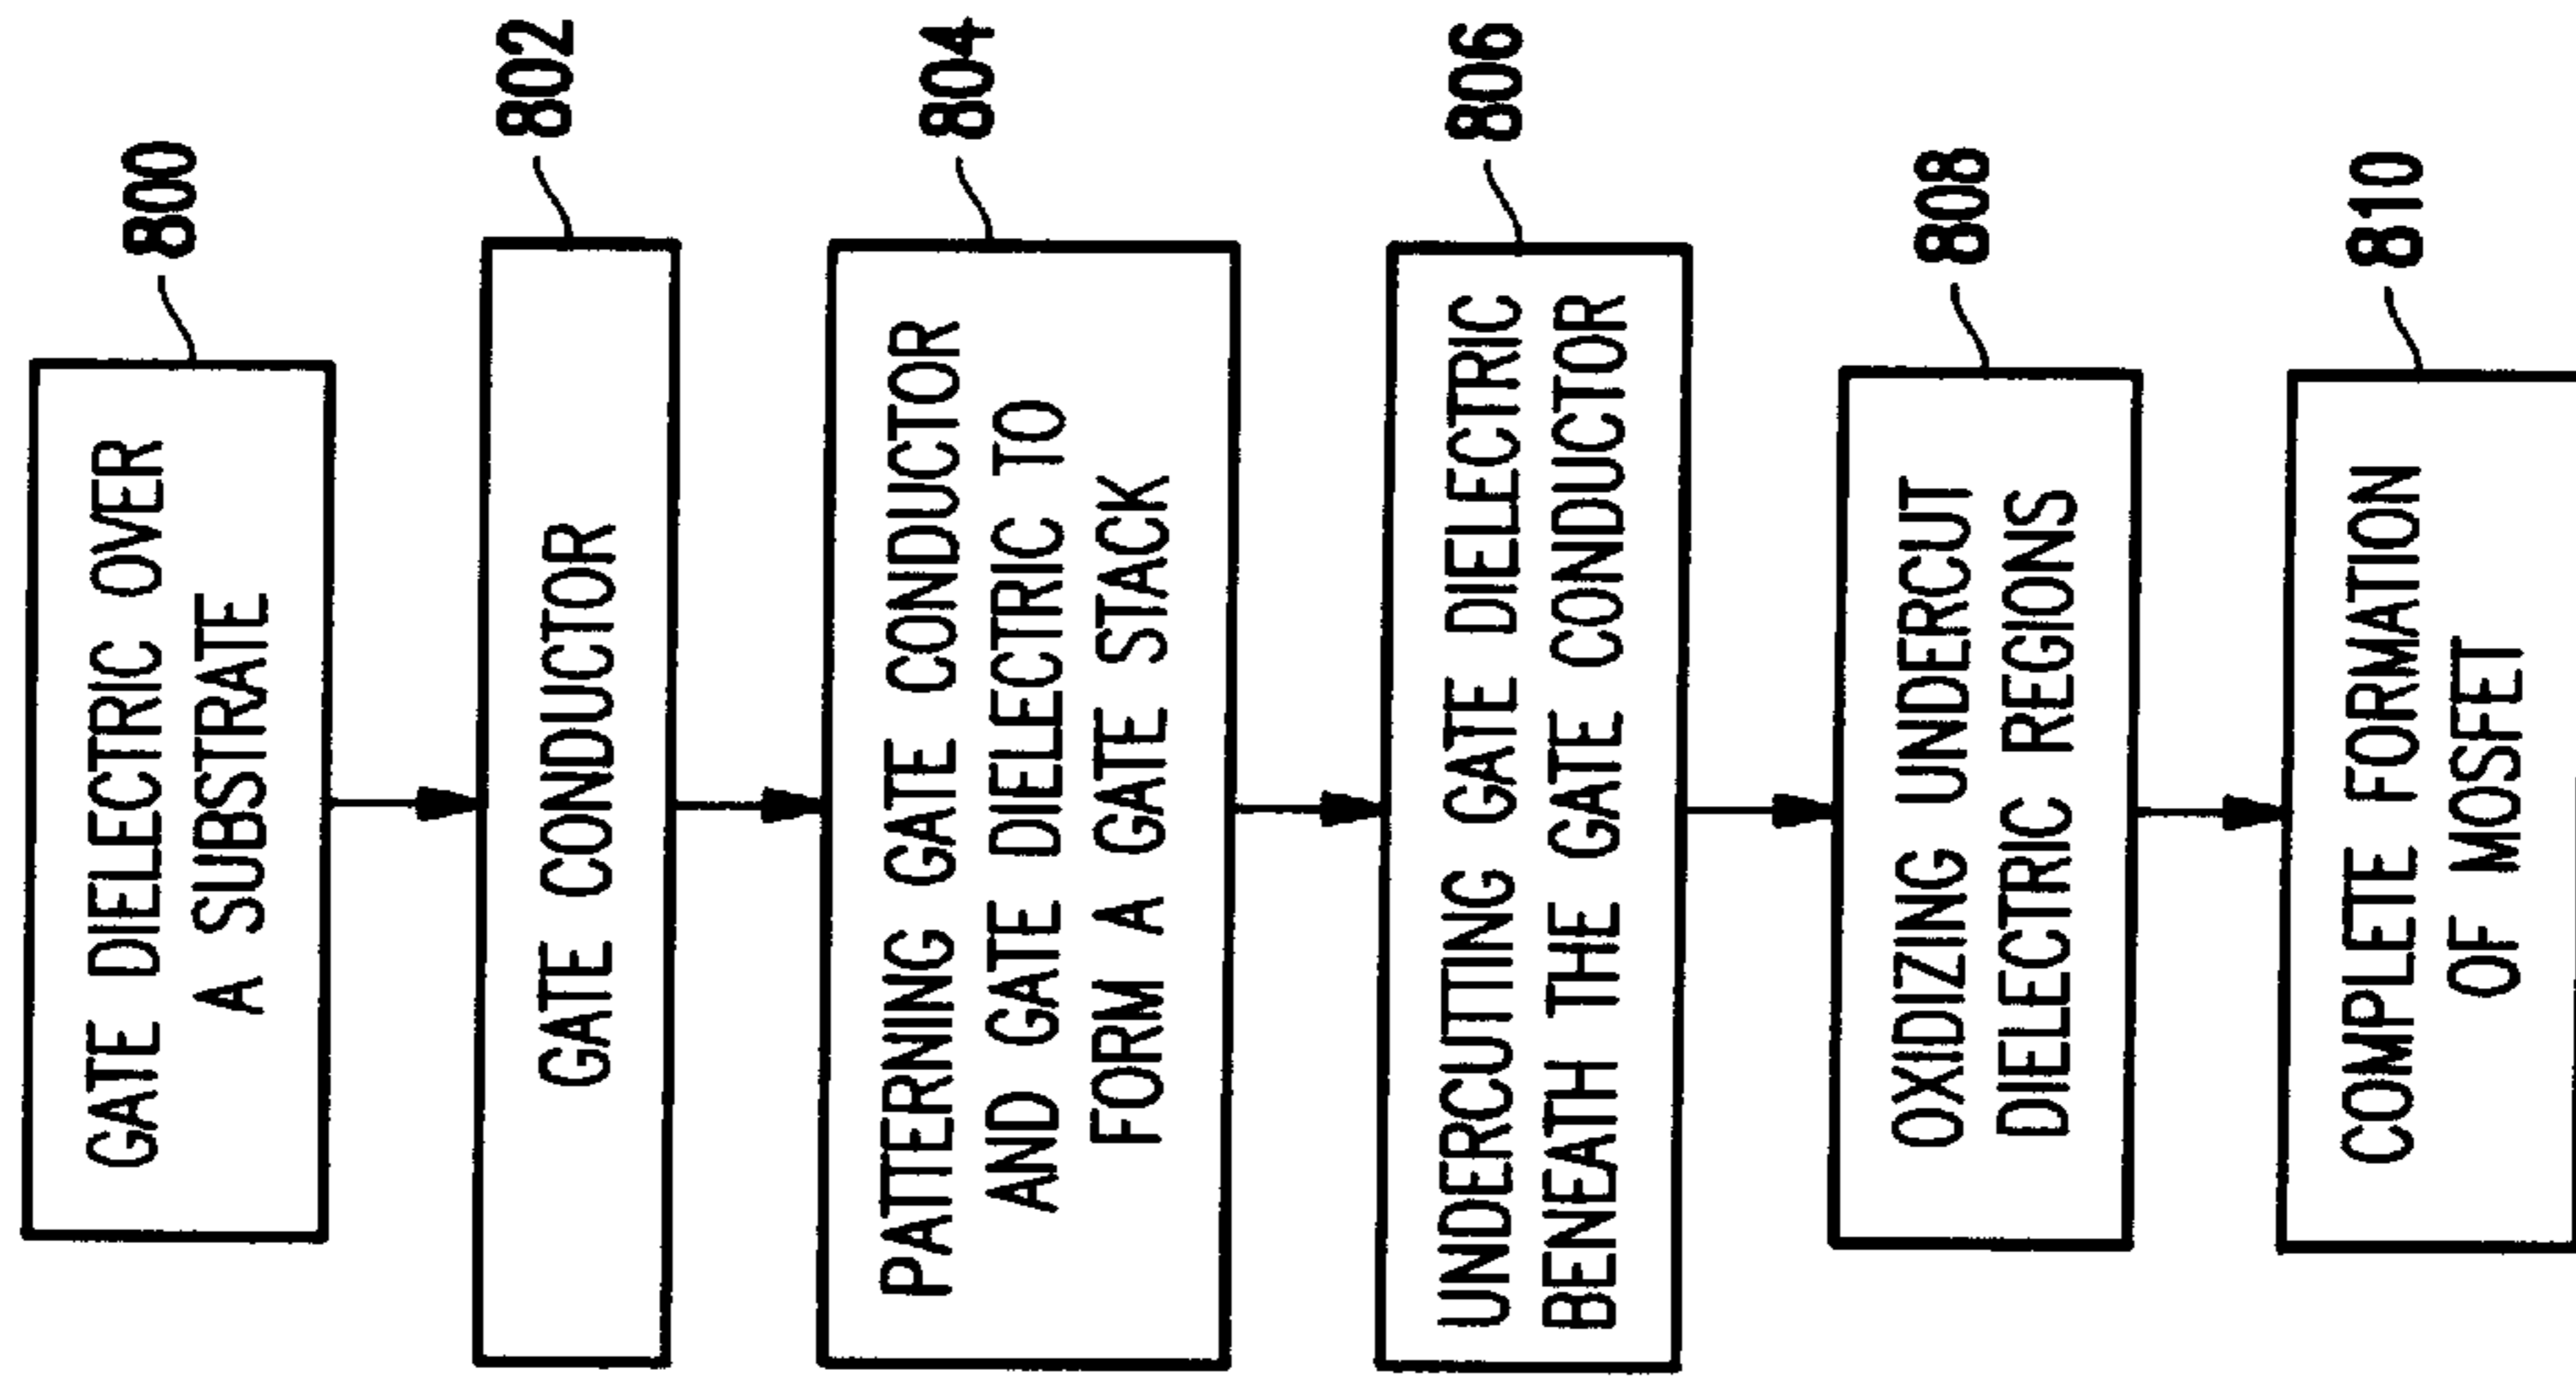 800
GATE DIELECTRIC OVER
A SUBSTRATE
802
GATE CONDUCTOR
804
PATTERNING GATE CONDUCTOR
AND GATE DIELECTRIC TO
FORM A GATE STACK
806
UNDERCUTTING GATE DIELECTRIC
BENEATH THE GATE CONDUCTOR
808
OXIDIZING UNDERCUT
DIELECTRIC REGIONS
810
COMPLETE FORMATION
OF MOSFET